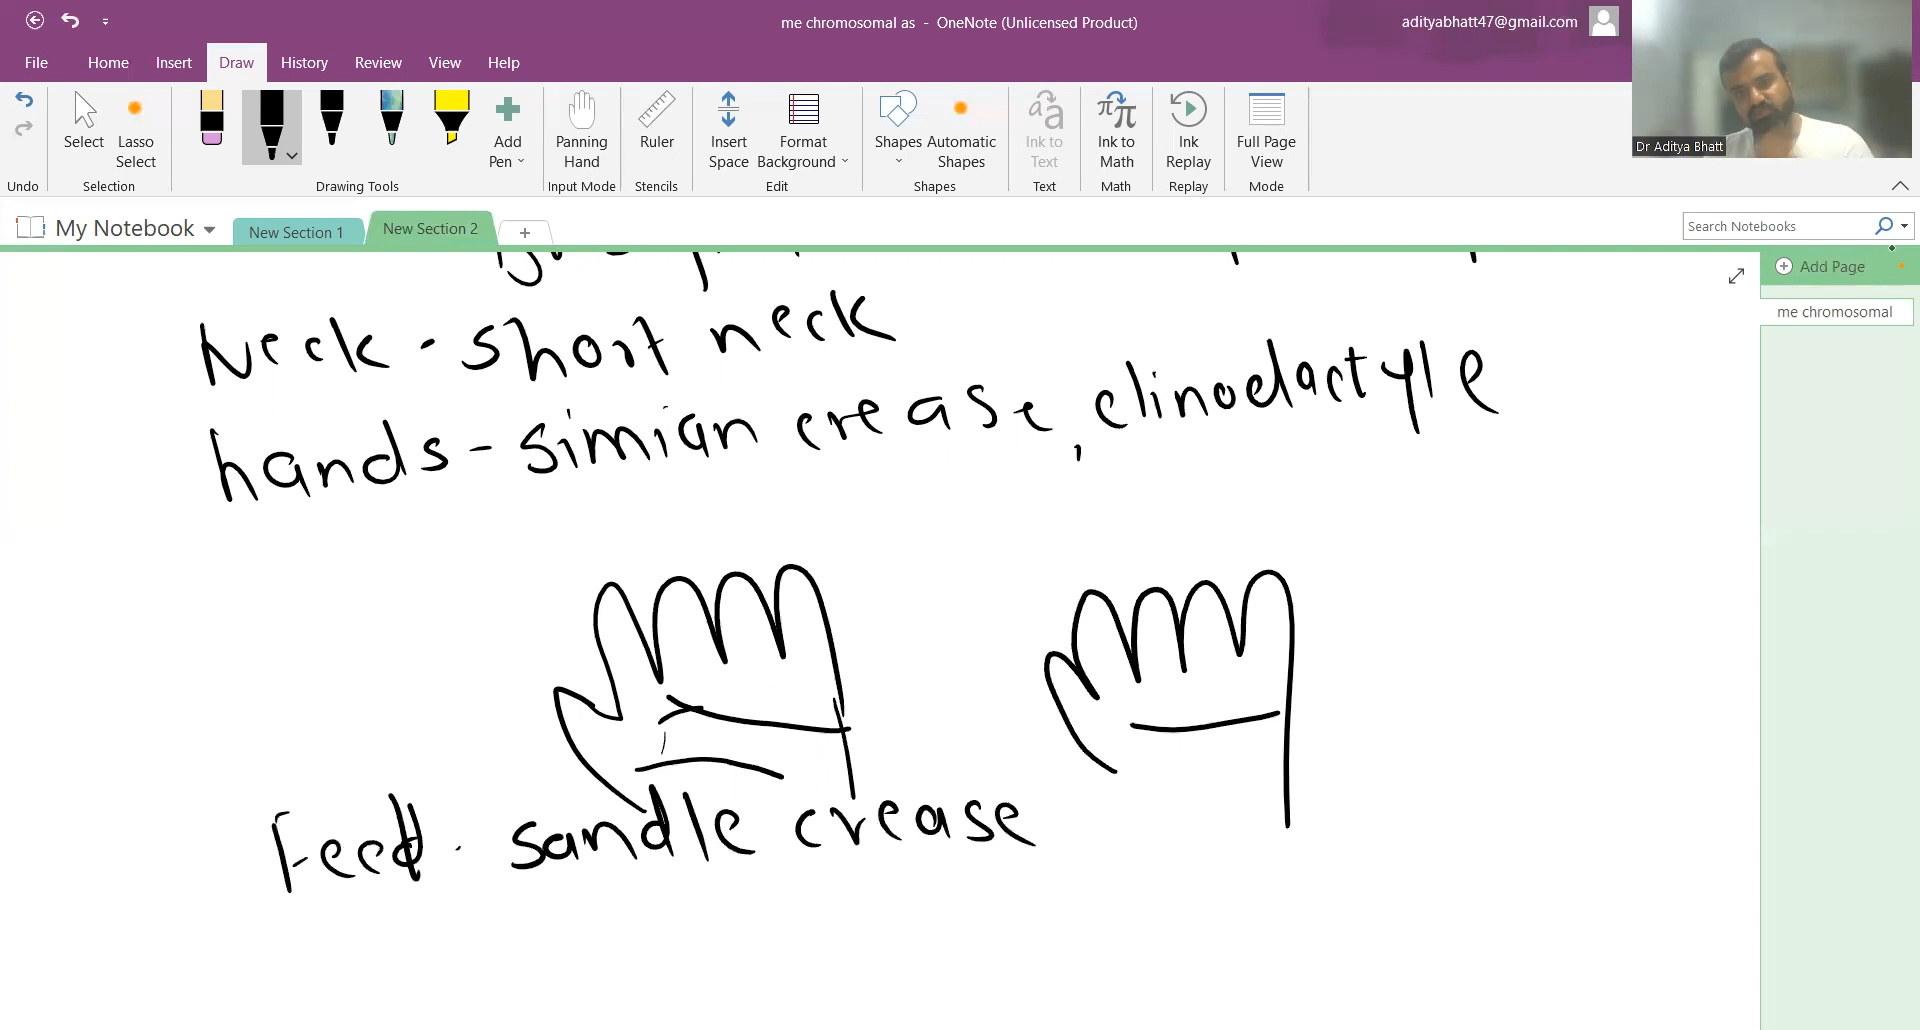 me chromosomal as - OneNote (Unlicensed Product)
adityabhatt47@gmail.com
File Home Insert Draw History Review View Help
Select
Lasso Select
Add Pen
Panning Hand
Ruler
Insert Space
Format Background
Shapes
Automatic Shapes
Ink to Text
Ink to Math
Ink Replay
Full Page View
Undo Selection Drawing Tools Input Mode Stencils Edit Shapes Text Math Replay Mode
Dr Aditya Bhatt
My Notebook New Section 1 New Section 2
Search Notebooks
Add Page
me chromosomal
Neck - short neck
hands - simian crease, clinodactyle
Feed - sandle crease